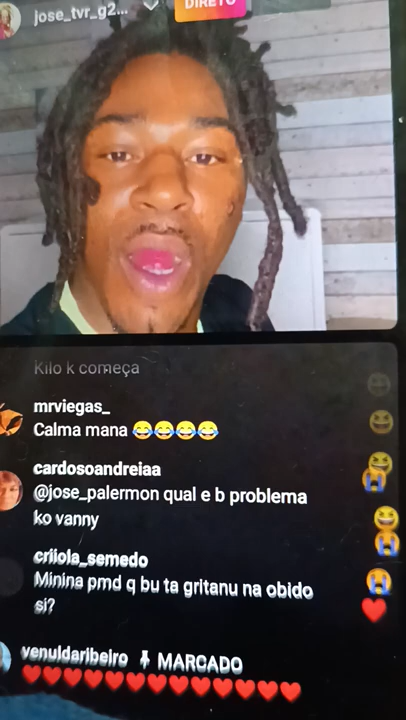 jose_tvr_g2...
DIRETO
Kilo k começa
mrviegas_
Calma mana 😂😂😂😂
cardosoandreiaa
@jose_palermon qual e b problema
ko vanny
criiola_semedo
Minina pmd q bu ta gritanu na obido
si?
venuldaribeiro 📌 MARCADO
❤️❤️❤️❤️❤️❤️❤️❤️❤️❤️❤️❤️❤️❤️